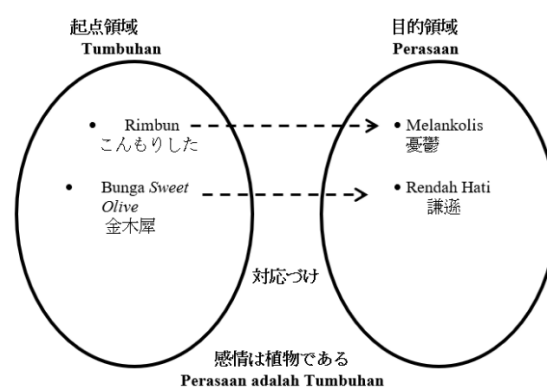 起点領域
Tumbuhan
目的領域
Perasaan
• Rimbun
こんもりした
• Melankolis
憂鬱
• Bunga Sweet
Olive
金木犀
• Rendah Hati
謙遜
対応づけ
感情は植物である
Perasaan adalah Tumbuhan